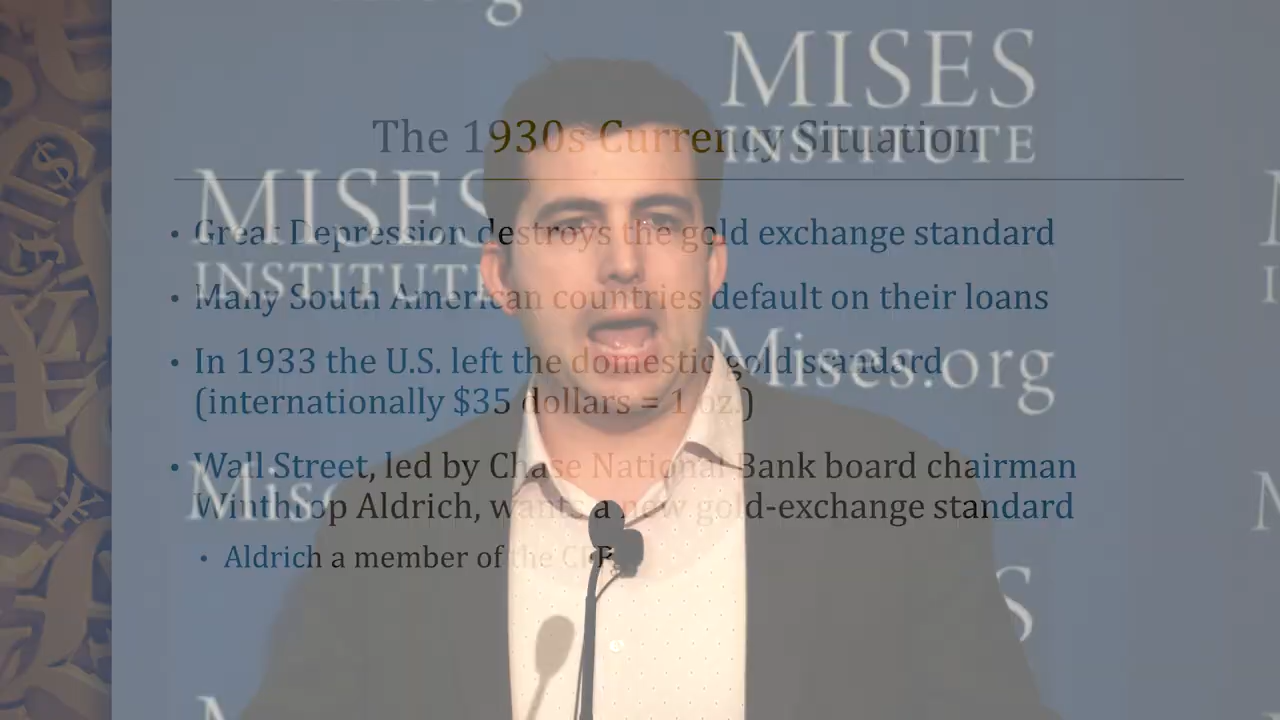 is.org
MISES
INSTITUTE
The 1930s Currency Situation
MISES
INSTITUTE
• Great Depression destroys the gold exchange standard
• Many South American countries default on their loans
Mises.org
• In 1933 the U.S. left the domestic gold standard
(internationally $35 dollars = 1 oz.)
• Wall Street, led by Chase National Bank board chairman
Winthrop Aldrich, wants a new gold-exchange standard
• Aldrich a member of the CFR